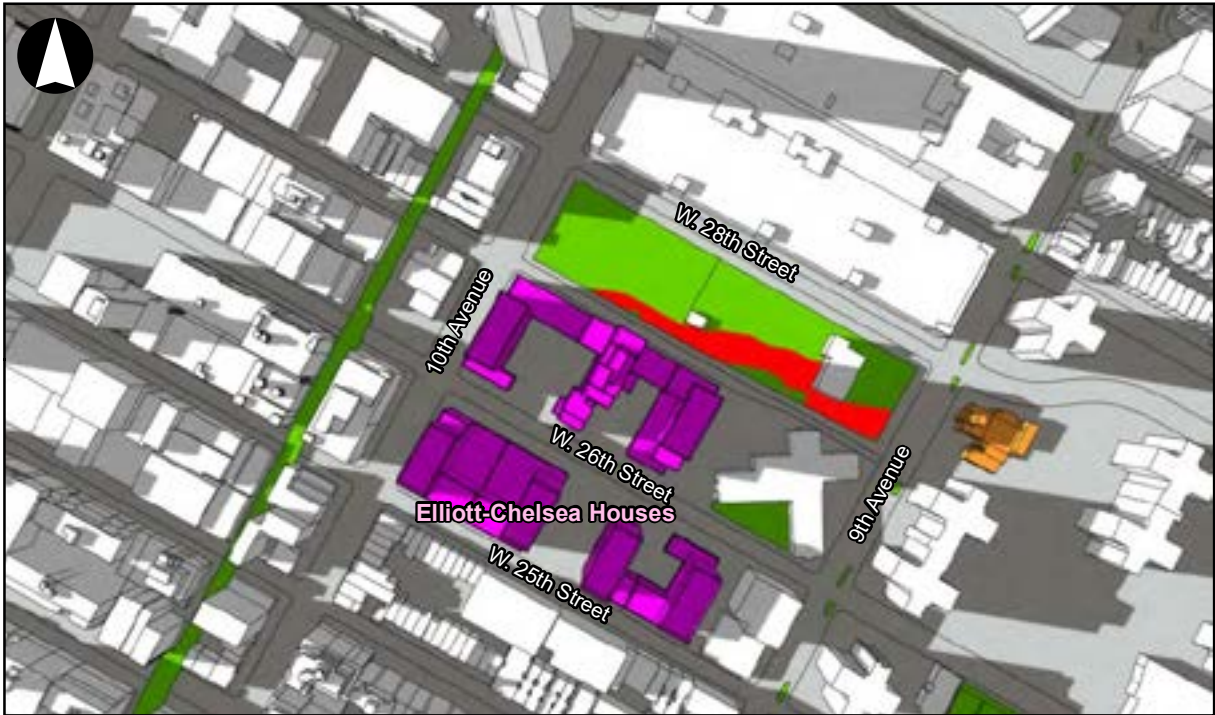 W. 28th Street
10th Avenue
W. 26th Street
9th Avenue
Elliott-Chelsea Houses
W. 25th Street